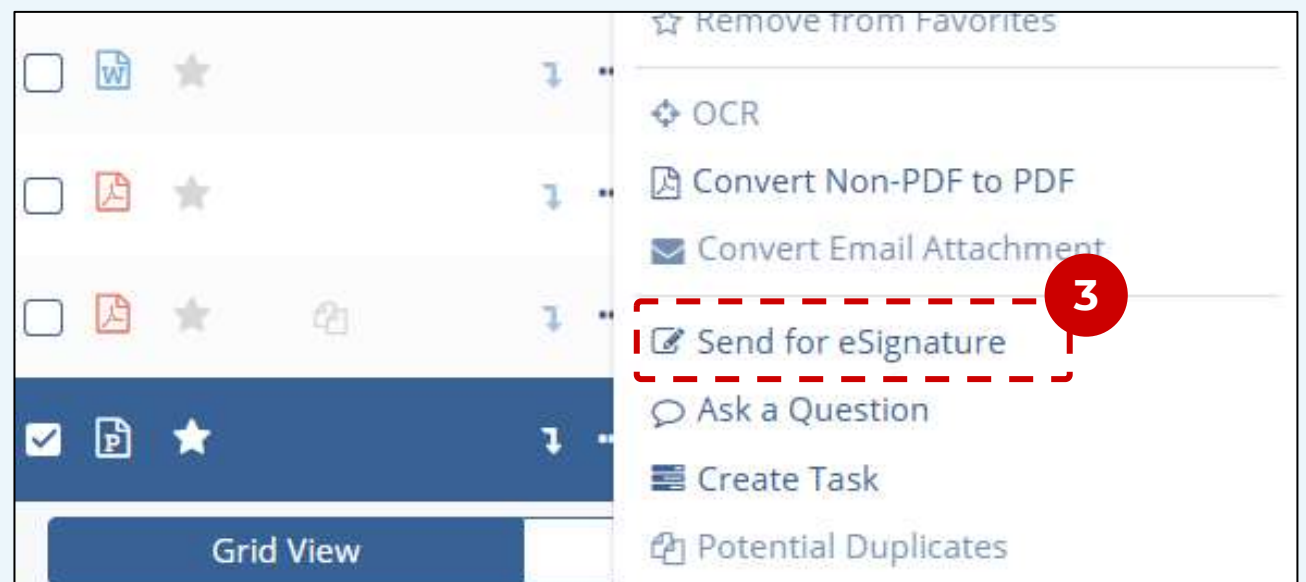 Remove from Favorites
OCR
Convert Non-PDF to PDF
Convert Email Attachment
3
Send for eSignature
Ask a Question
Create Task
Potential Duplicates
Grid View